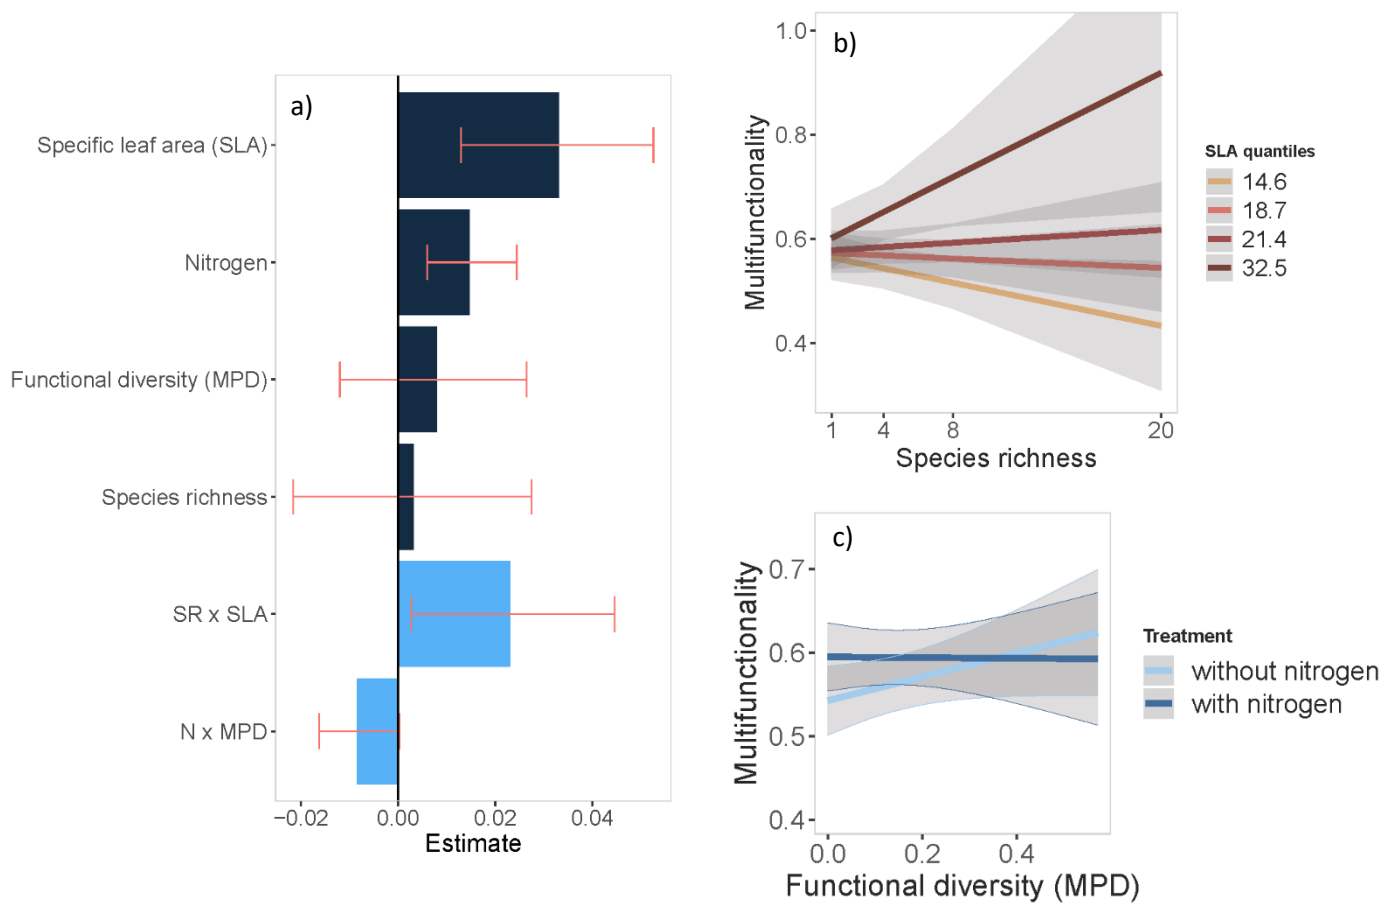 a)
Specific leaf area (SLA)
Nitrogen
Functional diversity (MPD)
Species richness
SR x SLA
N x MPD
−0.02 0.00 0.02 0.04
Estimate
b)
Multifunctionality
1.0
0.8
0.6
0.4
1 4 8 20
Species richness
SLA quantiles
14.6
18.7
21.4
32.5
c)
Multifunctionality
0.7
0.6
0.5
0.4
0.0 0.2 0.4
Functional diversity (MPD)
Treatment
without nitrogen
with nitrogen